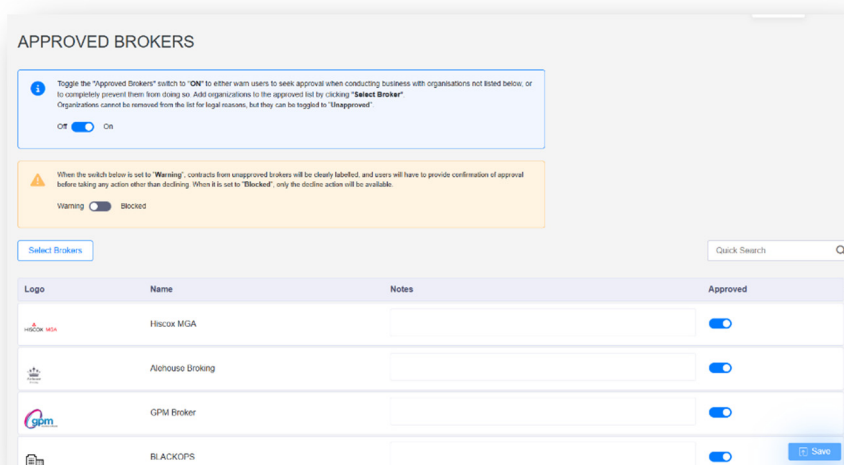 APPROVED BROKERS
Toggle the "Approved Brokers" switch to "ON" to either warn users to seek approval when conducting business with organisations not listed below, or
to completely prevent them from doing so. Add organizations to the approved list by clicking "Select Broker".
Organizations cannot be removed from the list for legal reasons, but they can be toggled to "Unapproved".
Off On
When the switch below is set to "Warning", contracts from unapproved brokers will be clearly labelled, and users will have to provide confirmation of approval
before taking any action other than declining. When it is set to "Blocked", only the decline action will be available.
Warning Blocked
Select Brokers Quick Search
Logo Name Notes Approved
HISCOX MGA Hiscox MGA
Alehouse Broking
gpm GPM Broker
BLACKOPS
Save